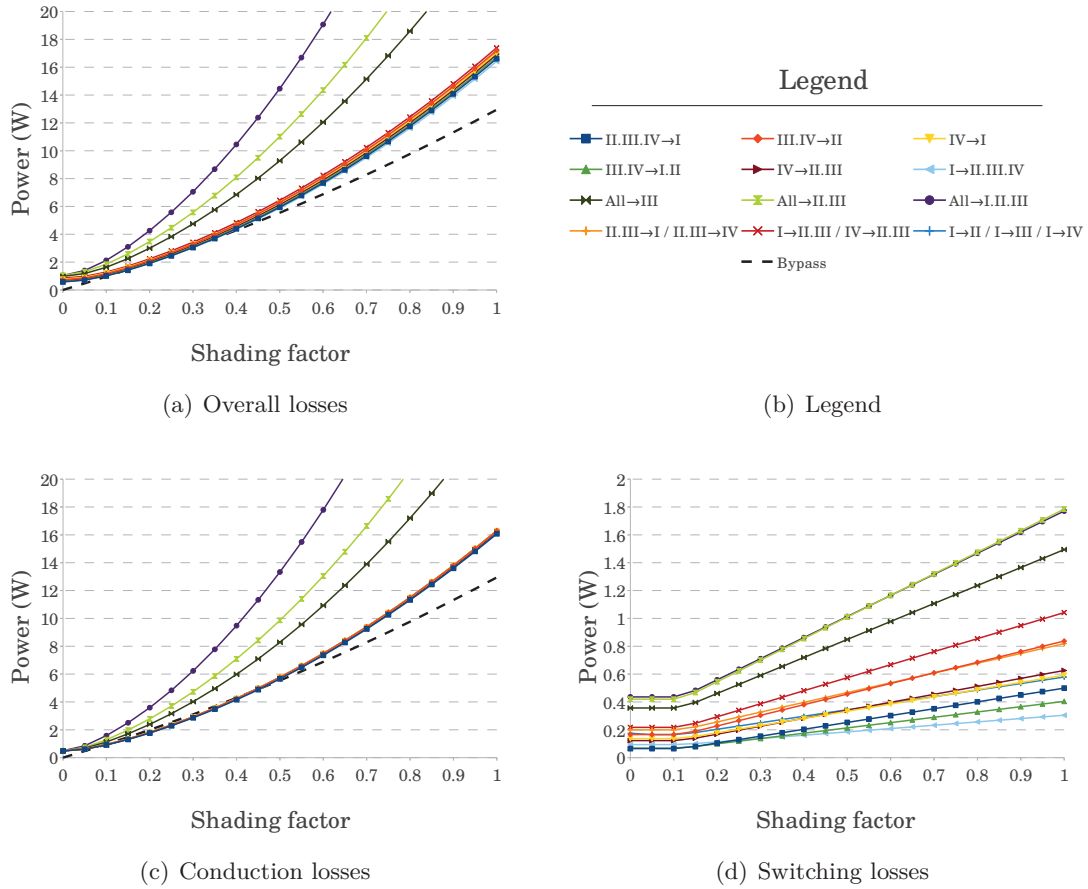 20
18
16
14
12
10
8
6
4
2
0
Power (W)
0 0.1 0.2 0.3 0.4 0.5 0.6 0.7 0.8 0.9 1
Shading factor
(a) Overall losses
Legend
II.III.IV→I III.IV→II IV→I
III.IV→I.II IV→II.III I→II.III.IV
All→III All→II.III All→I.II.III
II.III→I / II.III→IV I→II.III / IV→II.III I→II / I→III / I→IV
Bypass
(b) Legend
20
18
16
14
12
10
8
6
4
2
0
Power (W)
0 0.1 0.2 0.3 0.4 0.5 0.6 0.7 0.8 0.9 1
Shading factor
(c) Conduction losses
2
1.8
1.6
1.4
1.2
1
0.8
0.6
0.4
0.2
0
Power (W)
0 0.1 0.2 0.3 0.4 0.5 0.6 0.7 0.8 0.9 1
Shading factor
(d) Switching losses